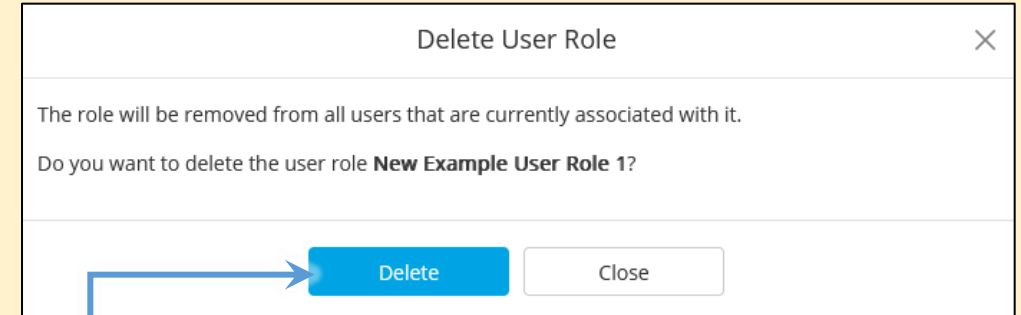 Delete User Role
The role will be removed from all users that are currently associated with it.
Do you want to delete the user role New Example User Role 1?
Delete
Close